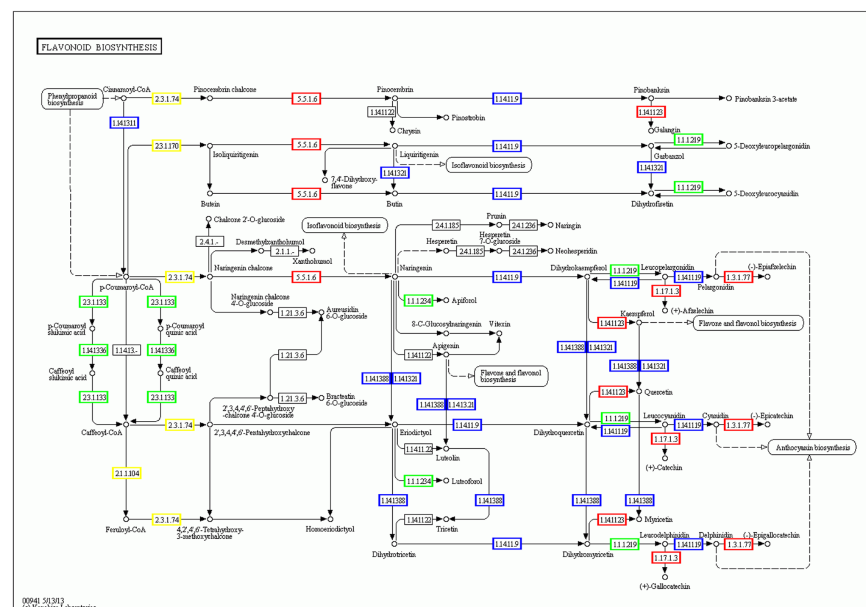 FLAVONOID BIOSYNTHESIS
Phenylpropanoid
biosynthesis
Cinnamoyl-CoA
2.3.1.74
Pinocembrin chalcone
5.5.1.6
Pinocembrin
1.14.11.9
Pinobanksin
Pinobanksin 3-acetate
1.14.11.22
Pinostrobin
Chrysin
1.14.11.23
Galangin
1.14.13.11
2.3.1.170
Isoliquiritigenin
5.5.1.6
Liquiritigenin
1.14.11.9
Garbanzol
1.1.1.219
5-Deoxyleucopelargonidin
Isoflavonoid biosynthesis
7,4'-Dihydroxy-
flavone
1.14.13.21
1.14.13.21
Butein
5.5.1.6
Butin
1.14.11.9
Dihydrofisetin
1.1.1.219
5-Deoxyleucocyanidin
Chalcone 2'-O-glucoside
2.4.1.-
Isoflavonoid biosynthesis
Desmethylxanthohumol
2.1.1.-
Xanthohumol
2.4.1.185
Prunin
2.4.1.236
Naringin
Hesperetin
2.4.1.185
Hesperetin
7-O-glucoside
2.4.1.236
Neohesperidin
p-Coumaroyl-CoA
2.3.1.74
Naringenin chalcone
5.5.1.6
Naringenin
1.14.11.9
Dihydrokaempferol
1.1.1.219
1.14.11.19
Leucopelargonidin
1.14.11.19
Pelargonidin
1.3.1.77
(-)-Epiafzelechin
1.17.1.3
(+)-Afzelechin
2.3.1.133
2.3.1.133
Naringenin chalcone
4'-O-glucoside
1.21.3.6
Aureusidin
6-O-glucoside
1.1.1.234
Apiforol
1.14.11.23
Kaempferol
Flavone and flavonol biosynthesis
p-Coumaroyl
shikimic acid
p-Coumaroyl
quinic acid
8-C-Glucosylnaringenin
Vitexin
1.14.13.36
1.14.13.-
1.14.13.36
1.21.3.6
1.14.11.22
Apigenin
Flavone and flavonol
biosynthesis
Caffeoyl
shikimic acid
Caffeoyl
quinic acid
1.14.13.88
1.14.13.21
1.14.13.88
1.14.13.21
1.14.13.88
1.14.13.21
1.14.13.88
1.14.13.21
2.3.1.133
2.3.1.133
1.21.3.6
Bractein
6-O-glucoside
1.14.11.23
Quercetin
2',3,4,4',6'-Pentahydroxy
-chalcone 4'-O-glucoside
Caffeoyl-CoA
2.3.1.74
2',3,4,4',6'-Pentahydroxychalcone
Eriodictyol
1.14.11.9
Dihydroquercetin
1.1.1.219
1.14.11.19
Leucocyanidin
1.14.11.19
Cyanidin
1.3.1.77
(-)-Epicatechin
Anthocyanin biosynthesis
1.17.1.3
(+)-Catechin
1.14.11.22
Luteolin
2.1.1.104
1.1.1.234
Luteoforol
1.14.13.88
1.14.13.88
1.14.13.88
1.14.13.88
Feruloyl-CoA
2.3.1.74
4,2',4',6'-Tetrahydroxy-
3-methoxychalcone
Homoeriodictyol
1.14.11.22
Tricetin
1.14.11.23
Myricetin
Dihydrotricetin
1.14.11.9
Dihydromyricetin
1.1.1.219
Leucodelphinidin
1.14.11.19
Delphinidin
1.3.1.77
(-)-Epigallocatechin
1.17.1.3
(+)-Gallocatechin
00941 5/13/13
(c) Kanehisa Laboratories